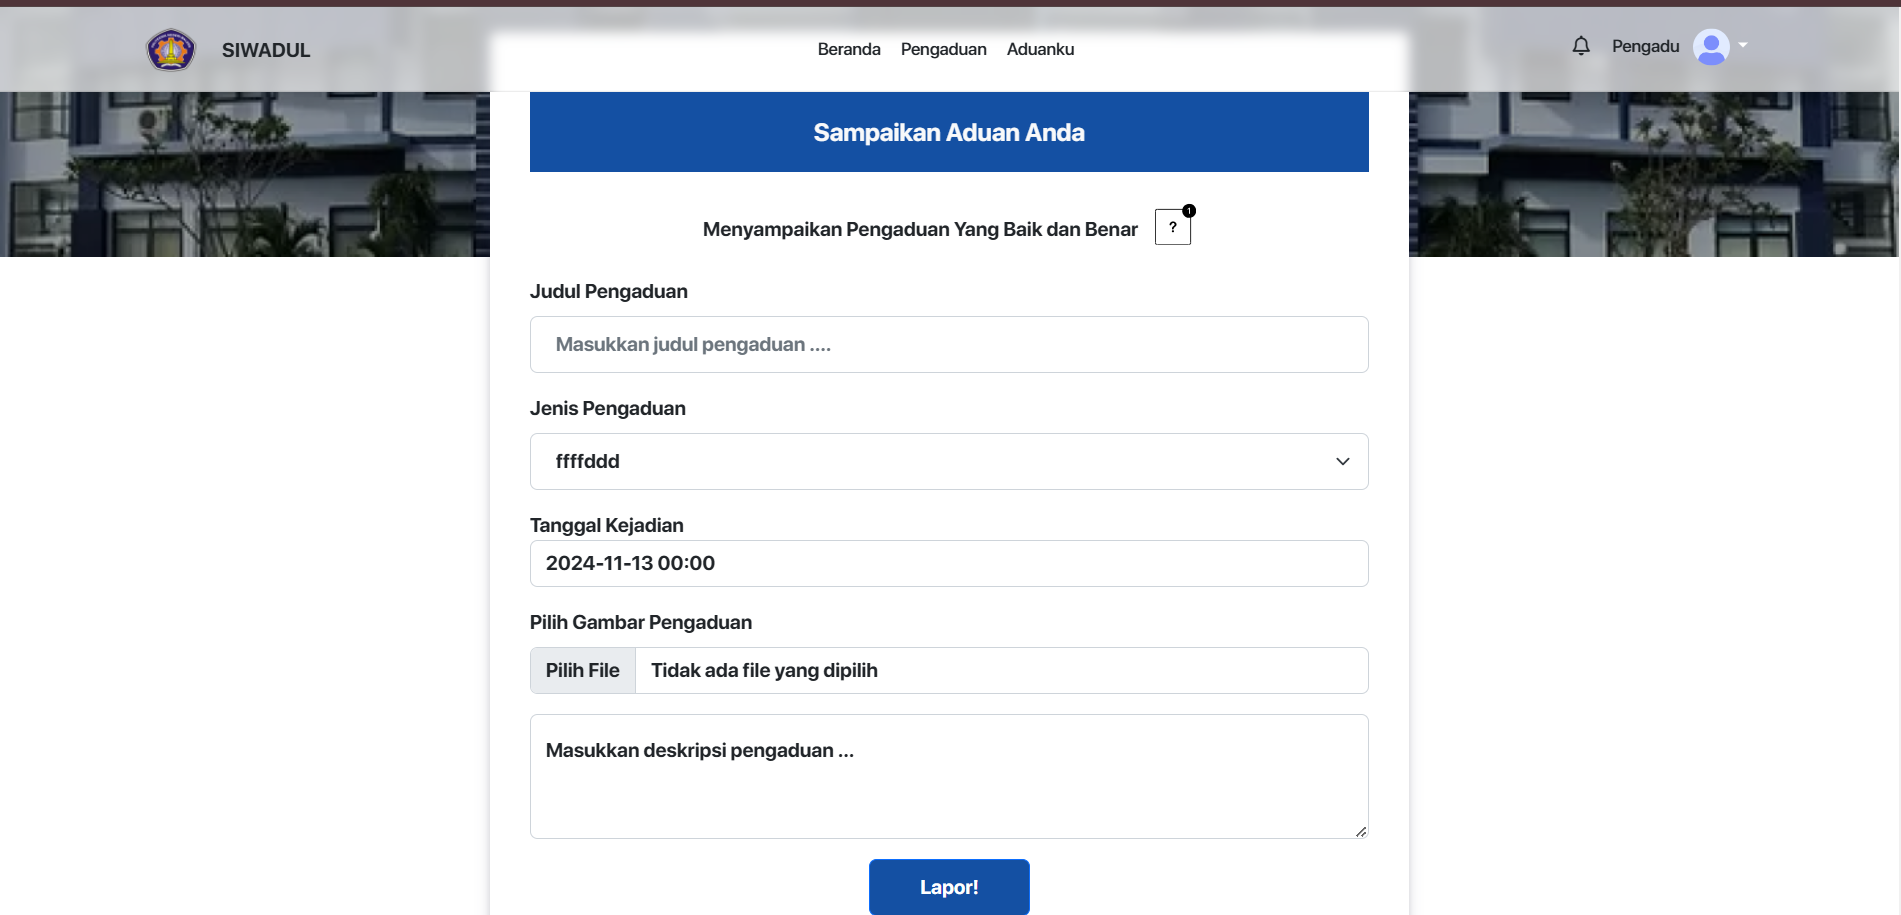 SIWADUL
Beranda Pengaduan Aduanku
Pengadu
Sampaikan Aduan Anda
Menyampaikan Pengaduan Yang Baik dan Benar ?
Judul Pengaduan
Masukkan judul pengaduan ....
Jenis Pengaduan
ffffddd
Tanggal Kejadian
2024-11-13 00:00
Pilih Gambar Pengaduan
Pilih File Tidak ada file yang dipilih
Masukkan deskripsi pengaduan ...
Lapor!